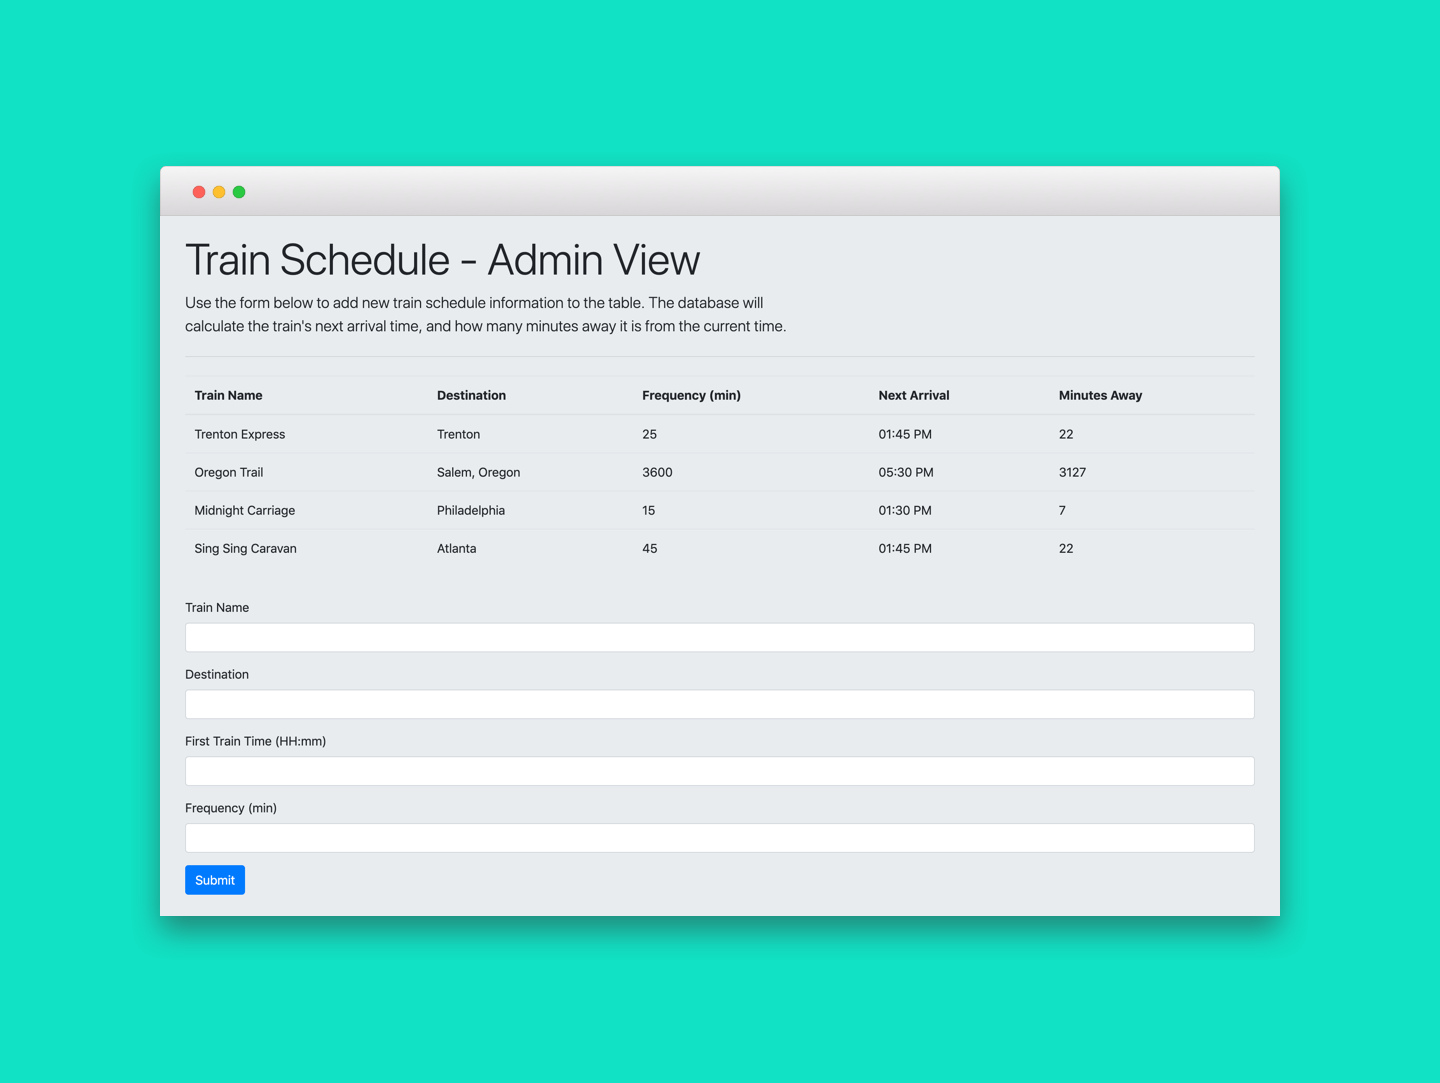 Train Schedule - Admin View
Use the form below to add new train schedule information to the table. The database will
calculate the train's next arrival time, and how many minutes away it is from the current time.
Train Name Destination Frequency (min) Next Arrival Minutes Away
Trenton Express Trenton 25 01:45 PM 22
Oregon Trail Salem, Oregon 3600 05:30 PM 3127
Midnight Carriage Philadelphia 15 01:30 PM 7
Sing Sing Caravan Atlanta 45 01:45 PM 22
Train Name
Destination
First Train Time (HH:mm)
Frequency (min)
Submit